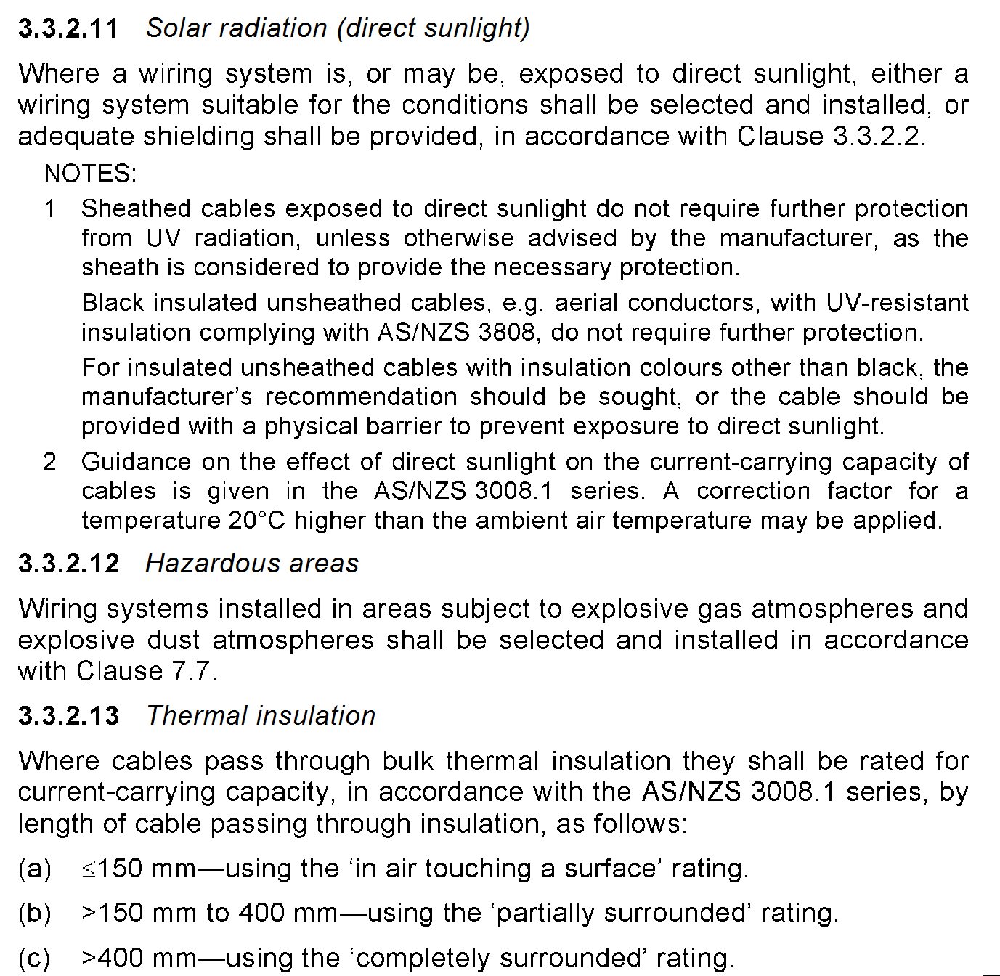 3.3.2.11 Solar radiation (direct sunlight)
Where a wiring system is, or may be, exposed to direct sunlight, either a
wiring system suitable for the conditions shall be selected and installed, or
adequate shielding shall be provided, in accordance with Clause 3.3.2.2.
NOTES:
1 Sheathed cables exposed to direct sunlight do not require further protection
from UV radiation, unless otherwise advised by the manufacturer, as the
sheath is considered to provide the necessary protection.
Black insulated unsheathed cables, e.g. aerial conductors, with UV-resistant
insulation complying with AS/NZS 3808, do not require further protection.
For insulated unsheathed cables with insulation colours other than black, the
manufacturer’s recommendation should be sought, or the cable should be
provided with a physical barrier to prevent exposure to direct sunlight.
2 Guidance on the effect of direct sunlight on the current-carrying capacity of
cables is given in the AS/NZS 3008.1 series. A correction factor for a
temperature 20°C higher than the ambient air temperature may be applied.
3.3.2.12 Hazardous areas
Wiring systems installed in areas subject to explosive gas atmospheres and
explosive dust atmospheres shall be selected and installed in accordance
with Clause 7.7.
3.3.2.13 Thermal insulation
Where cables pass through bulk thermal insulation they shall be rated for
current-carrying capacity, in accordance with the AS/NZS 3008.1 series, by
length of cable passing through insulation, as follows:
(a) ≤150 mm—using the ‘in air touching a surface’ rating.
(b) >150 mm to 400 mm—using the ‘partially surrounded’ rating.
(c) >400 mm—using the ‘completely surrounded’ rating.